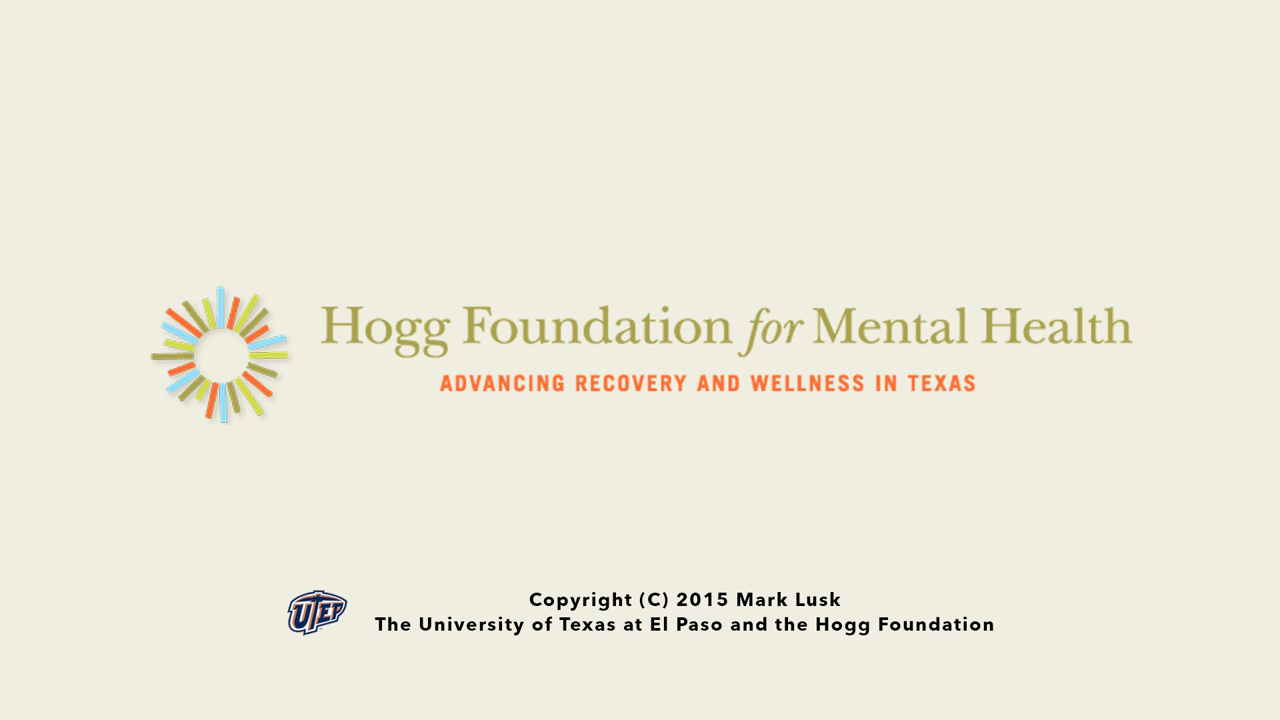 Hogg Foundation for Mental Health
ADVANCING RECOVERY AND WELLNESS IN TEXAS
UTEP
Copyright (C) 2015 Mark Lusk
The University of Texas at El Paso and the Hogg Foundation